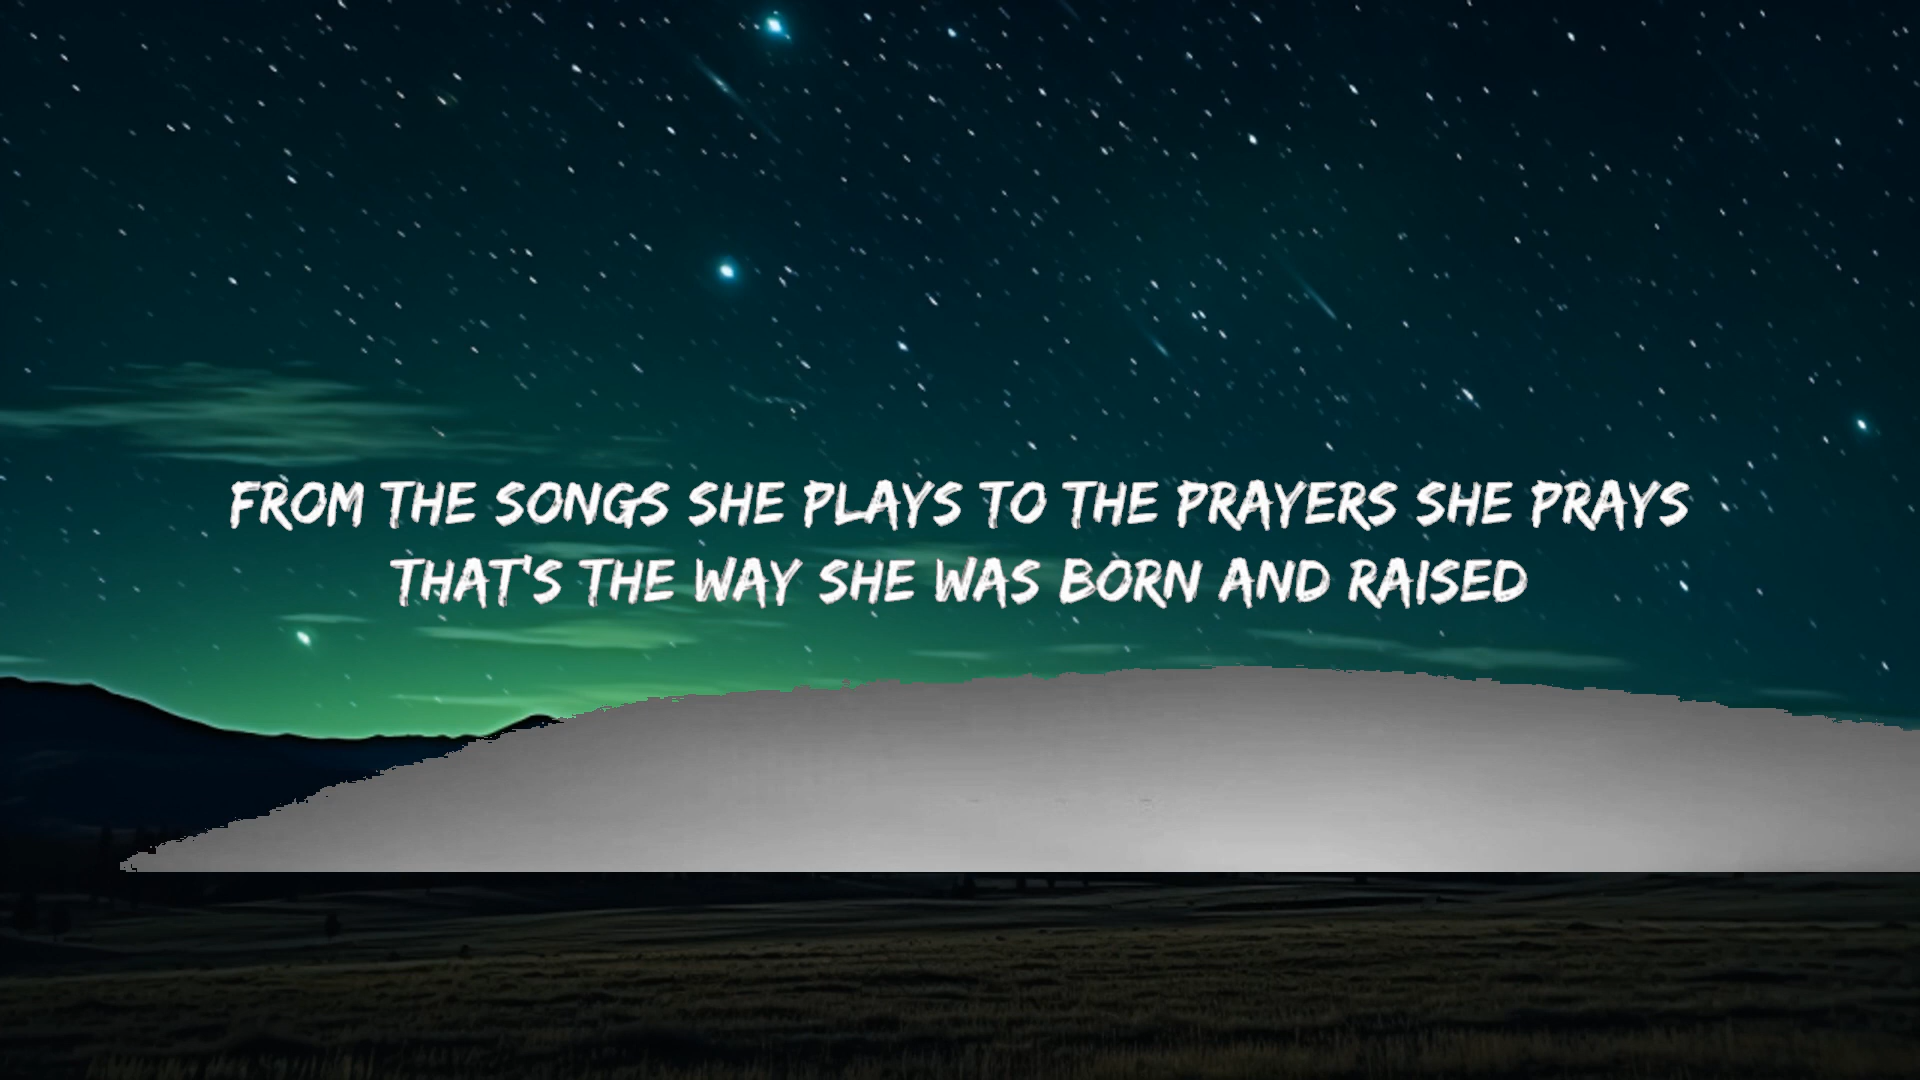 FROM THE SONGS SHE PLAYS TO THE PRAYERS SHE PRAYS
THAT'S THE WAY SHE WAS BORN AND RAISED